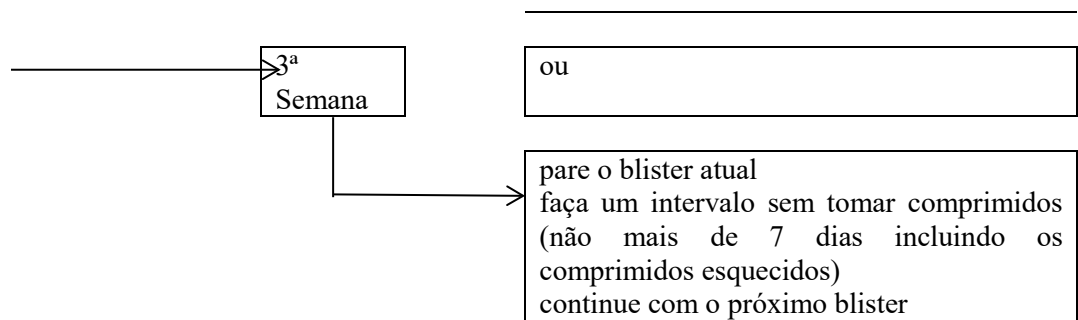 3ª
Semana
ou
pare o blister atual
faça um intervalo sem tomar comprimidos
(não mais de 7 dias incluindo os
comprimidos esquecidos)
continue com o próximo blister